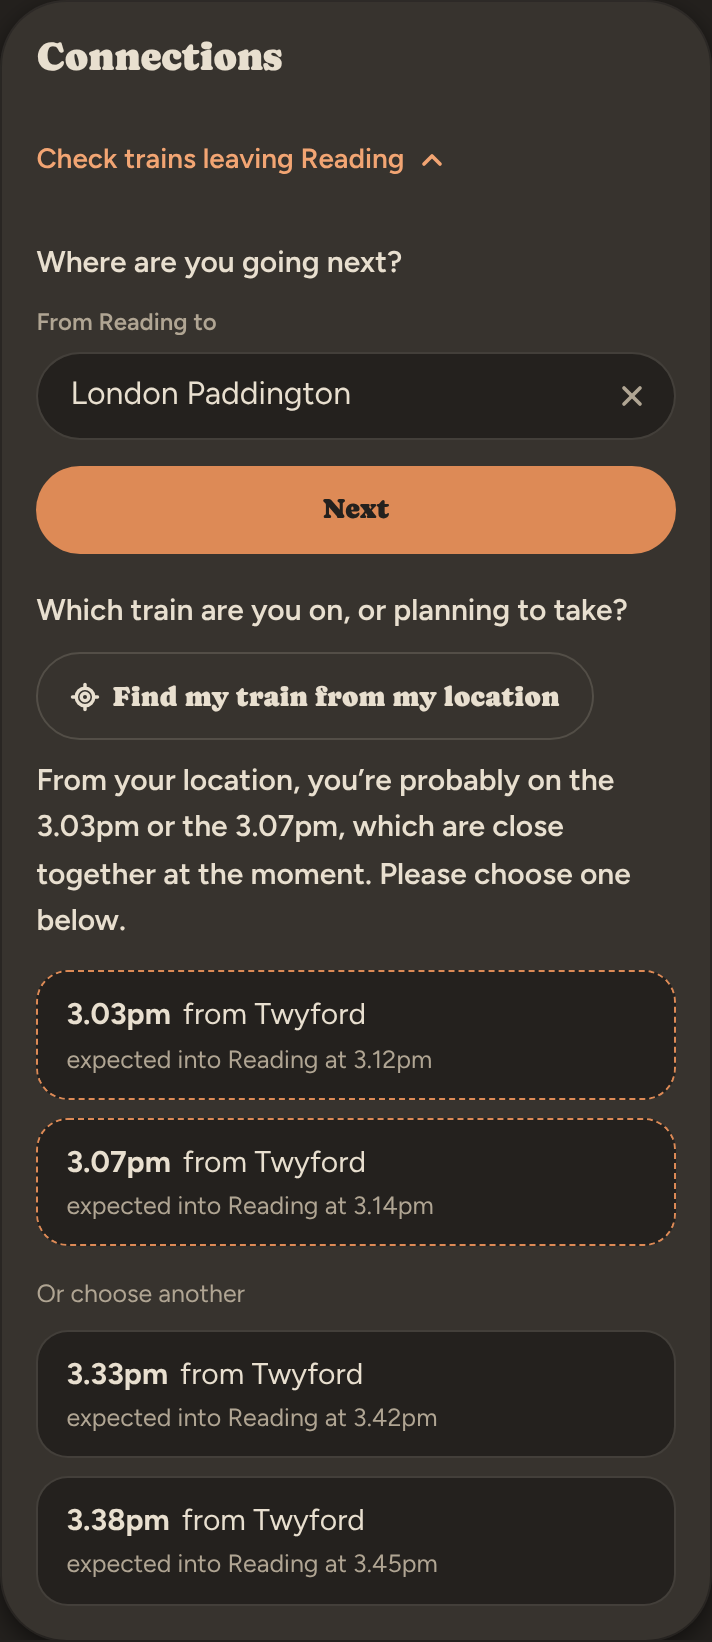 Connections
Check trains leaving Reading
Where are you going next?
From Reading to
London Paddington
Next
Which train are you on, or planning to take?
Find my train from my location
From your location, you’re probably on the
3.03pm or the 3.07pm, which are close
together at the moment. Please choose one
below.
3.03pm from Twyford
expected into Reading at 3.12pm
3.07pm from Twyford
expected into Reading at 3.14pm
Or choose another
3.33pm from Twyford
expected into Reading at 3.42pm
3.38pm from Twyford
expected into Reading at 3.45pm